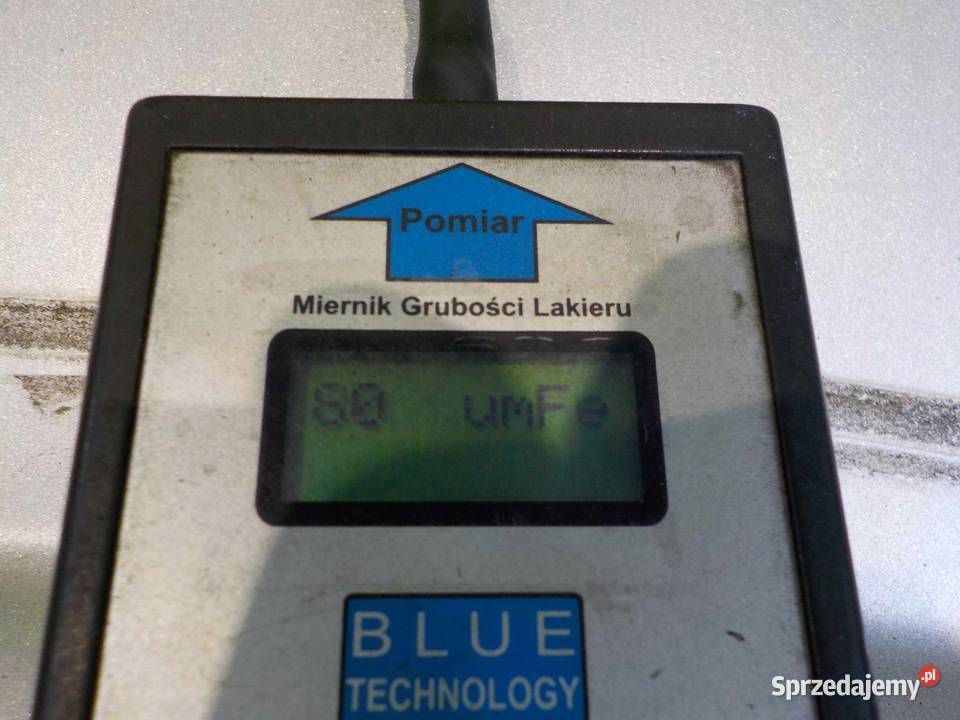 Pomiar
Miernik Grubości Lakieru
80 umFe
BLUE
TECHNOLOGY
Sprzedajemy.pl